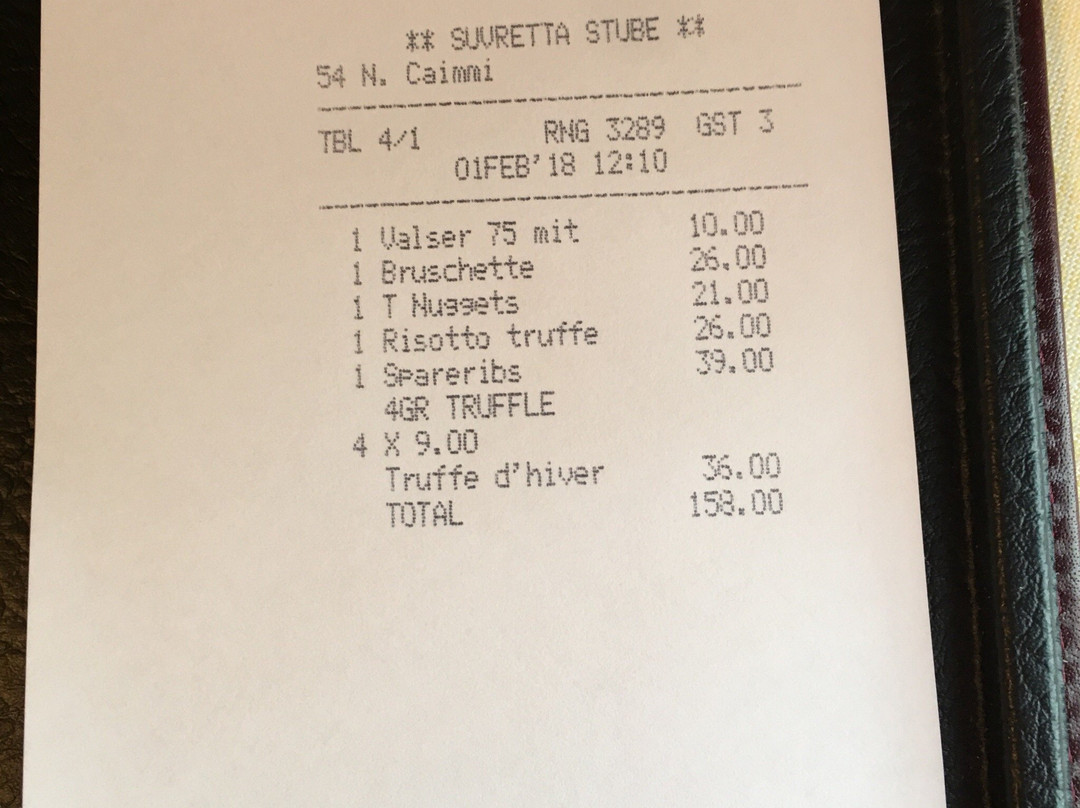 ** SUVRETTA STUBE **
54 N. Caimmi
TBL 4/1 RNG 3289 GST 3
01FEB'18 12:10
1 Valser 75 mit 10.00
1 Bruschette 26.00
1 T Nuggets 21.00
1 Risotto truffe 26.00
1 Spareribs 39.00
4GR TRUFFLE
4 X 9.00
Truffe d'hiver 36.00
TOTAL 158.00